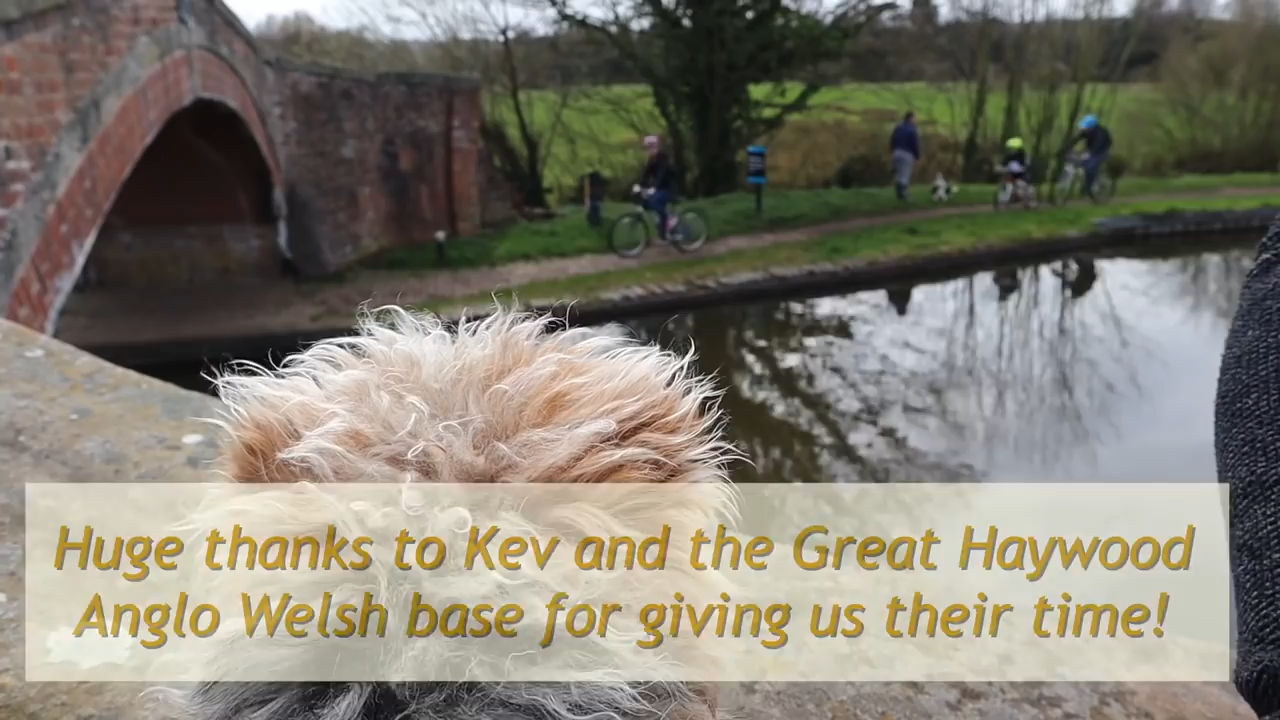 Huge thanks to Kev and the Great Haywood
Anglo Welsh base for giving us their time!